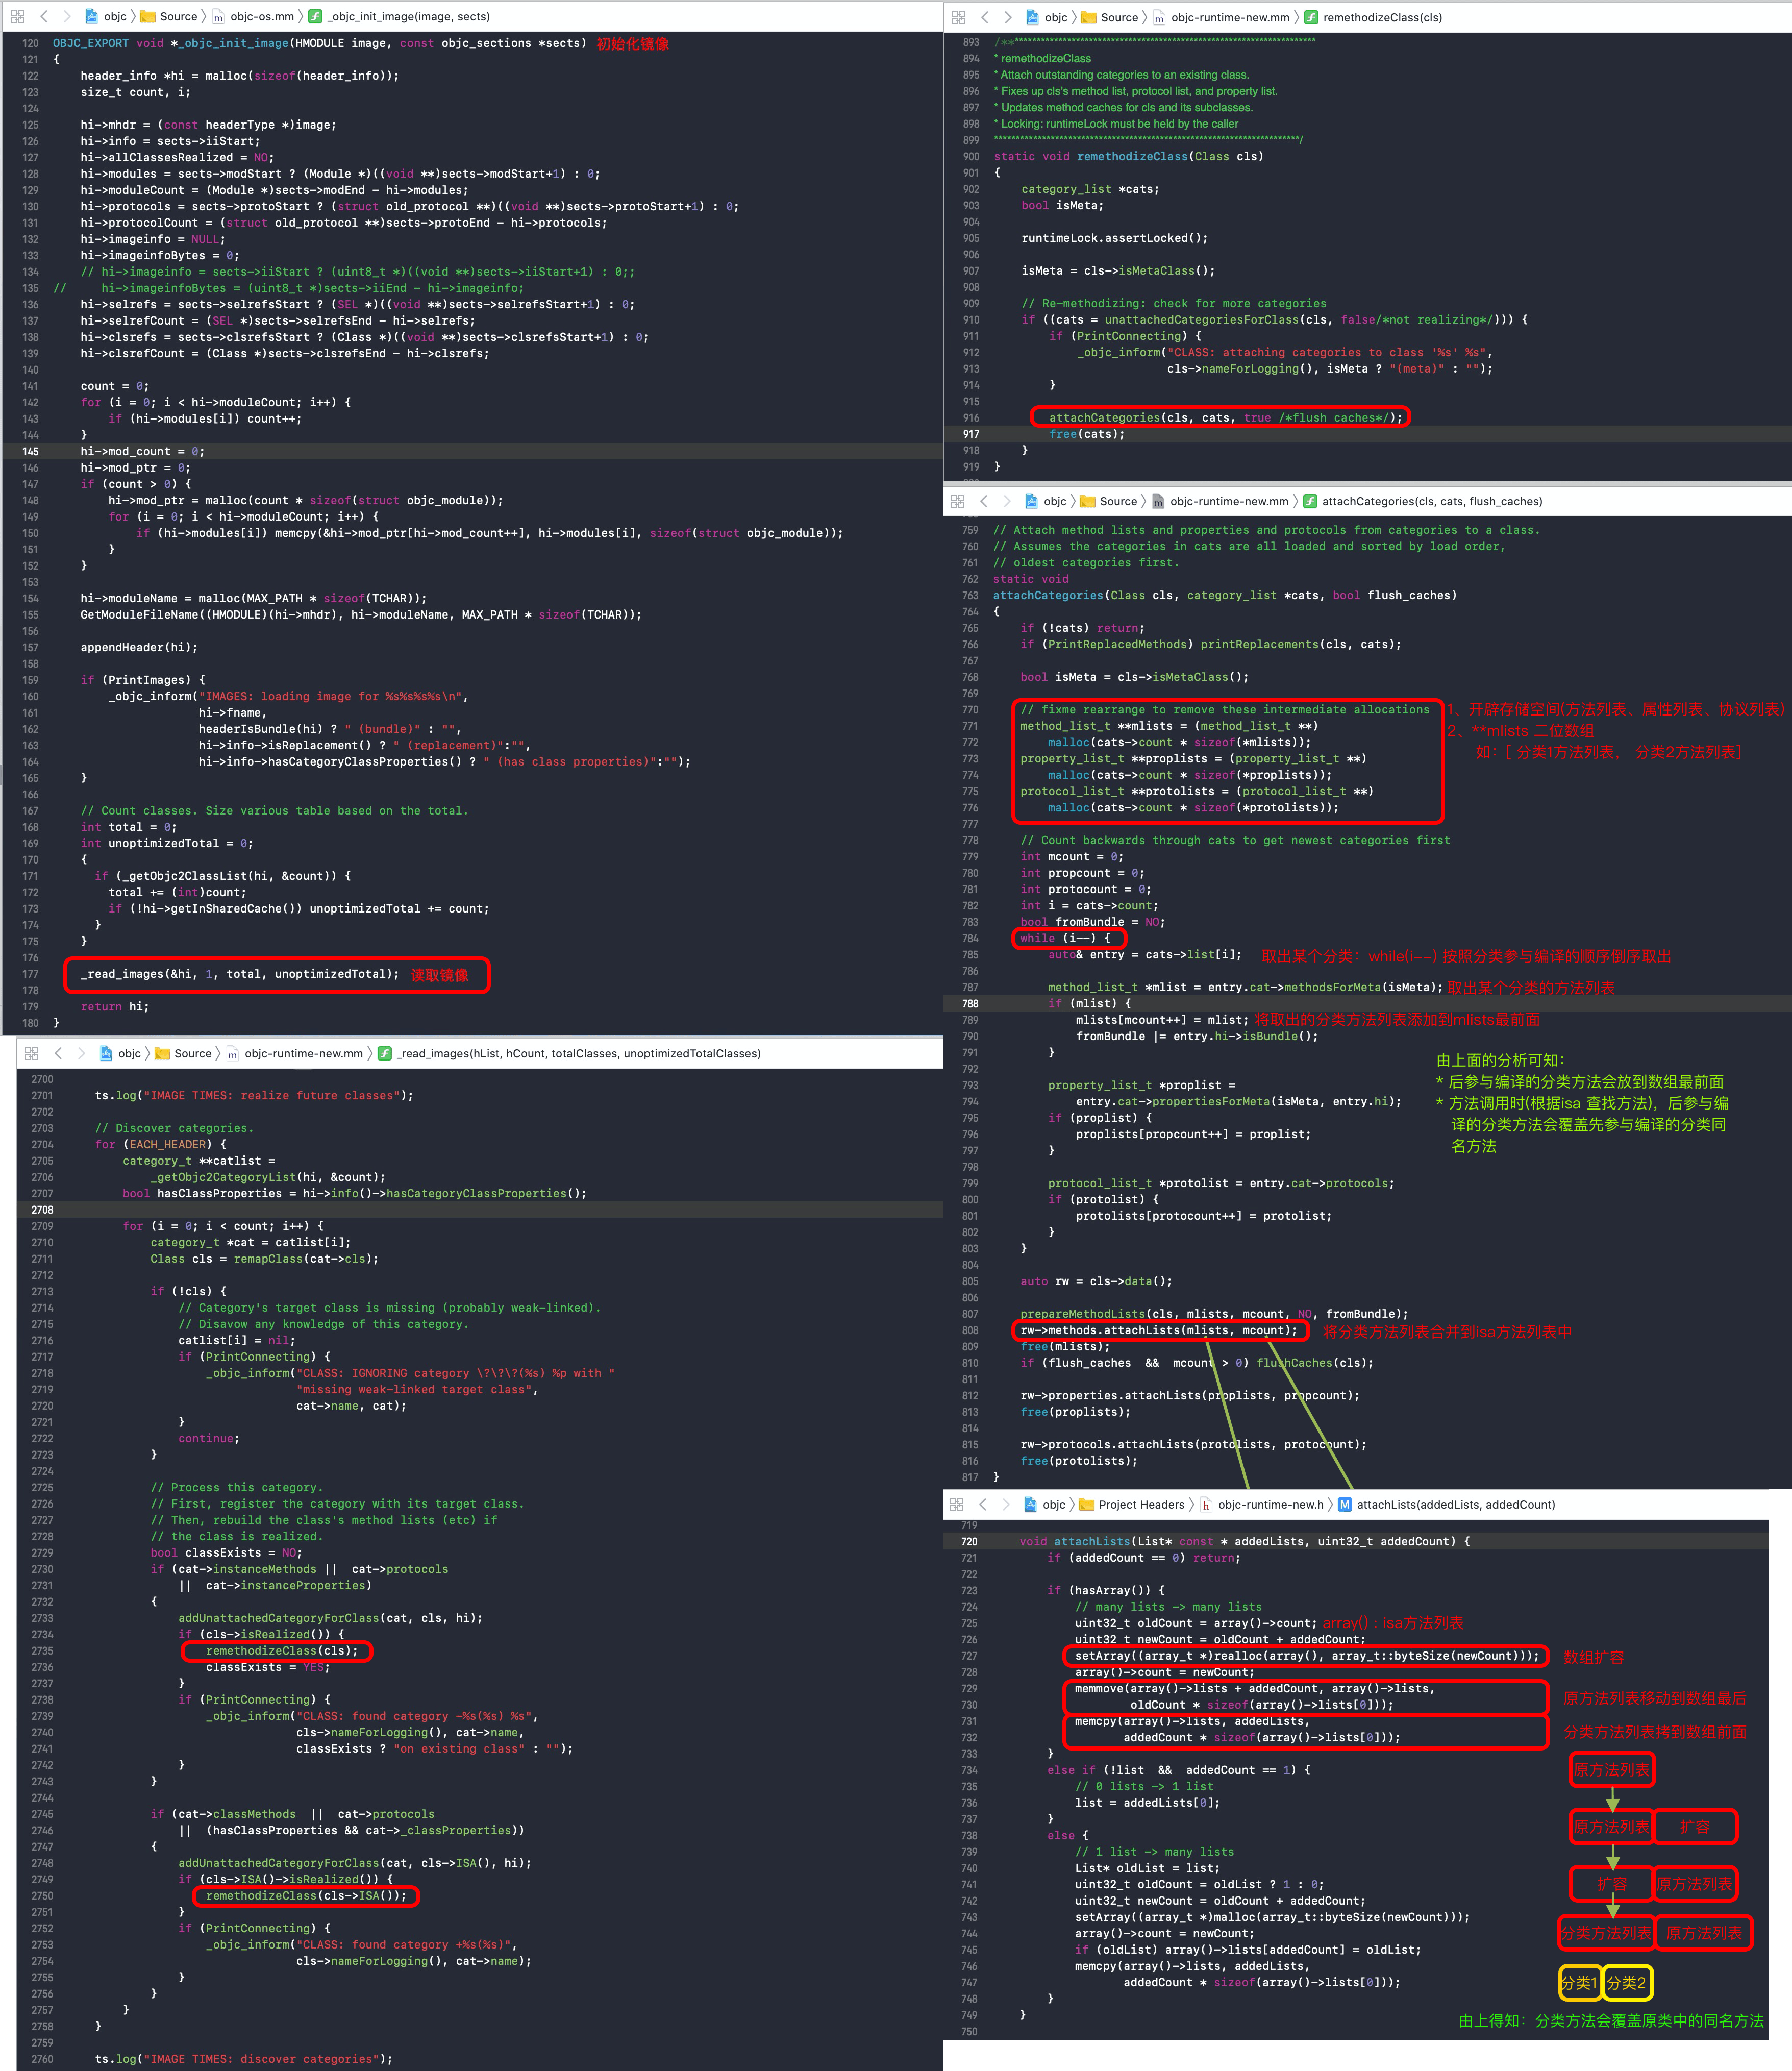 objc 〉 Source 〉 m objc-os.mm 〉 f _objc_init_image(image, sects)
120 OBJC_EXPORT void *_objc_init_image(HMODULE image, const objc_sections *sects) 初始化镜像
121 {
122 header_info *hi = malloc(sizeof(header_info));
123 size_t count, i;
124
125 hi->mhdr = (const headerType *)image;
126 hi->info = sects->iiStart;
127 hi->allClassesRealized = NO;
128 hi->modules = sects->modStart ? (Module *)((void **)sects->modStart+1) : 0;
129 hi->moduleCount = (Module *)sects->modEnd - hi->modules;
130 hi->protocols = sects->protoStart ? (struct old_protocol **)((void **)sects->protoStart+1) : 0;
131 hi->protocolCount = (struct old_protocol **)sects->protoEnd - hi->protocols;
132 hi->imageinfo = NULL;
133 hi->imageinfoBytes = 0;
134 // hi->imageinfo = sects->iiStart ? (uint8_t *)((void **)sects->iiStart+1) : 0;;
135 // hi->imageinfoBytes = (uint8_t *)sects->iiEnd - hi->imageinfo;
136 hi->selrefs = sects->selrefsStart ? (SEL *)((void **)sects->selrefsStart+1) : 0;
137 hi->selrefCount = (SEL *)sects->selrefsEnd - hi->selrefs;
138 hi->clsrefs = sects->clsrefsStart ? (Class *)((void **)sects->clsrefsStart+1) : 0;
139 hi->clsrefCount = (Class *)sects->clsrefsEnd - hi->clsrefs;
140
141 count = 0;
142 for (i = 0; i < hi->moduleCount; i++) {
143 if (hi->modules[i]) count++;
144 }
145 hi->mod_count = 0;
146 hi->mod_ptr = 0;
147 if (count > 0) {
148 hi->mod_ptr = malloc(count * sizeof(struct objc_module));
149 for (i = 0; i < hi->moduleCount; i++) {
150 if (hi->modules[i]) memcpy(&hi->mod_ptr[hi->mod_count++], hi->modules[i], sizeof(struct objc_module));
151 }
152 }
153
154 hi->moduleName = malloc(MAX_PATH * sizeof(TCHAR));
155 GetModuleFileName((HMODULE)(hi->mhdr), hi->moduleName, MAX_PATH * sizeof(TCHAR));
156
157 appendHeader(hi);
158
159 if (PrintImages) {
160 _objc_inform("IMAGES: loading image for %s%s%s%s\n",
161 hi->fname,
162 headerIsBundle(hi) ? " (bundle)" : "",
163 hi->info->isReplacement() ? " (replacement)":"",
164 hi->info->hasCategoryClassProperties() ? " (has class properties)":"");
165 }
166
167 // Count classes. Size various table based on the total.
168 int total = 0;
169 int unoptimizedTotal = 0;
170 {
171 if (_getObjc2ClassList(hi, &count)) {
172 total += (int)count;
173 if (!hi->getInSharedCache()) unoptimizedTotal += count;
174 }
175 }
176
177 _read_images(&hi, 1, total, unoptimizedTotal); 读取镜像
178
179 return hi;
180 }
objc 〉 Source 〉 m objc-runtime-new.mm 〉 f _read_images(hList, hCount, totalClasses, unoptimizedTotalClasses)
2700
2701 ts.log("IMAGE TIMES: realize future classes");
2702
2703 // Discover categories.
2704 for (EACH_HEADER) {
2705 category_t **catlist =
2706 _getObjc2CategoryList(hi, &count);
2707 bool hasClassProperties = hi->info()->hasCategoryClassProperties();
2708
2709 for (i = 0; i < count; i++) {
2710 category_t *cat = catlist[i];
2711 Class cls = remapClass(cat->cls);
2712
2713 if (!cls) {
2714 // Category's target class is missing (probably weak-linked).
2715 // Disavow any knowledge of this category.
2716 catlist[i] = nil;
2717 if (PrintConnecting) {
2718 _objc_inform("CLASS: IGNORING category \?\?\?(%s) %p with "
2719 "missing weak-linked target class",
2720 cat->name, cat);
2721 }
2722 continue;
2723 }
2724
2725 // Process this category.
2726 // First, register the category with its target class.
2727 // Then, rebuild the class's method lists (etc) if
2728 // the class is realized.
2729 bool classExists = NO;
2730 if (cat->instanceMethods || cat->protocols
2731 || cat->instanceProperties)
2732 {
2733 addUnattachedCategoryForClass(cat, cls, hi);
2734 if (cls->isRealized()) {
2735 remethodizeClass(cls);
2736 classExists = YES;
2737 }
2738 if (PrintConnecting) {
2739 _objc_inform("CLASS: found category -%s(%s) %s",
2740 cls->nameForLogging(), cat->name,
2741 classExists ? "on existing class" : "");
2742 }
2743 }
2744
2745 if (cat->classMethods || cat->protocols
2746 || (hasClassProperties && cat->_classProperties))
2747 {
2748 addUnattachedCategoryForClass(cat, cls->ISA(), hi);
2749 if (cls->ISA()->isRealized()) {
2750 remethodizeClass(cls->ISA());
2751 }
2752 if (PrintConnecting) {
2753 _objc_inform("CLASS: found category +%s(%s)",
2754 cls->nameForLogging(), cat->name);
2755 }
2756 }
2757 }
2758 }
2759
2760 ts.log("IMAGE TIMES: discover categories");
objc 〉 Source 〉 m objc-runtime-new.mm 〉 f remethodizeClass(cls)
893 /***********************************************************************
894 * remethodizeClass
895 * Attach outstanding categories to an existing class.
896 * Fixes up cls's method list, protocol list, and property list.
897 * Updates method caches for cls and its subclasses.
898 * Locking: runtimeLock must be held by the caller
899 **********************************************************************/
900 static void remethodizeClass(Class cls)
901 {
902 category_list *cats;
903 bool isMeta;
904
905 runtimeLock.assertLocked();
906
907 isMeta = cls->isMetaClass();
908
909 // Re-methodizing: check for more categories
910 if ((cats = unattachedCategoriesForClass(cls, false/*not realizing*/))) {
911 if (PrintConnecting) {
912 _objc_inform("CLASS: attaching categories to class '%s' %s",
913 cls->nameForLogging(), isMeta ? "(meta)" : "");
914 }
915
916 attachCategories(cls, cats, true /*flush caches*/);
917 free(cats);
918 }
919 }
objc 〉 Source 〉 m objc-runtime-new.mm 〉 f attachCategories(cls, cats, flush_caches)
759 // Attach method lists and properties and protocols from categories to a class.
760 // Assumes the categories in cats are all loaded and sorted by load order,
761 // oldest categories first.
762 static void
763 attachCategories(Class cls, category_list *cats, bool flush_caches)
764 {
765 if (!cats) return;
766 if (PrintReplacedMethods) printReplacements(cls, cats);
767
768 bool isMeta = cls->isMetaClass();
769
770 // fixme rearrange to remove these intermediate allocations 1、开辟存储空间(方法列表、属性列表、协议列表)
771 method_list_t **mlists = (method_list_t **) 2、**mlists 二位数组
772 malloc(cats->count * sizeof(*mlists)); 如：[ 分类1方法列表， 分类2方法列表]
773 property_list_t **proplists = (property_list_t **)
774 malloc(cats->count * sizeof(*proplists));
775 protocol_list_t **protolists = (protocol_list_t **)
776 malloc(cats->count * sizeof(*protolists));
777
778 // Count backwards through cats to get newest categories first
779 int mcount = 0;
780 int propcount = 0;
781 int protocount = 0;
782 int i = cats->count;
783 bool fromBundle = NO;
784 while (i--) {
785 auto& entry = cats->list[i]; 取出某个分类：while(i--) 按照分类参与编译的顺序倒序取出
786
787 method_list_t *mlist = entry.cat->methodsForMeta(isMeta); 取出某个分类的方法列表
788 if (mlist) {
789 mlists[mcount++] = mlist; 将取出的分类方法列表添加到mlists最前面
790 fromBundle |= entry.hi->isBundle();
791 }
792
793 property_list_t *proplist =
794 entry.cat->propertiesForMeta(isMeta, entry.hi);
795 if (proplist) {
796 proplists[propcount++] = proplist;
797 }
798
799 protocol_list_t *protolist = entry.cat->protocols;
800 if (protolist) {
801 protolists[protocount++] = protolist;
802 }
803 }
804
由上面的分析可知：
* 后参与编译的分类方法会放到数组最前面
* 方法调用时(根据isa 查找方法)，后参与编
译的分类方法会覆盖先参与编译的分类同
名方法
805 auto rw = cls->data();
806
807 prepareMethodLists(cls, mlists, mcount, NO, fromBundle);
808 rw->methods.attachLists(mlists, mcount); 将分类方法列表合并到isa方法列表中
809 free(mlists);
810 if (flush_caches && mcount > 0) flushCaches(cls);
811
812 rw->properties.attachLists(proplists, propcount);
813 free(proplists);
814
815 rw->protocols.attachLists(protolists, protocount);
816 free(protolists);
817 }
objc 〉 Project Headers 〉 h objc-runtime-new.h 〉 M attachLists(addedLists, addedCount)
719
720 void attachLists(List* const * addedLists, uint32_t addedCount) {
721 if (addedCount == 0) return;
722
723 if (hasArray()) {
724 // many lists -> many lists
725 uint32_t oldCount = array()->count; array() : isa方法列表
726 uint32_t newCount = oldCount + addedCount;
727 setArray((array_t *)realloc(array(), array_t::byteSize(newCount))); 数组扩容
728 array()->count = newCount;
729 memmove(array()->lists + addedCount, array()->lists, 原方法列表移动到数组最后
730 oldCount * sizeof(array()->lists[0]));
731 memcpy(array()->lists, addedLists, 分类方法列表拷到数组前面
732 addedCount * sizeof(array()->lists[0]));
733 }
734 else if (!list && addedCount == 1) {
735 // 0 lists -> 1 list
736 list = addedLists[0];
737 }
738 else {
739 // 1 list -> many lists
740 List* oldList = list;
741 uint32_t oldCount = oldList ? 1 : 0;
742 uint32_t newCount = oldCount + addedCount;
743 setArray((array_t *)malloc(array_t::byteSize(newCount)));
744 array()->count = newCount;
745 if (oldList) array()->lists[addedCount] = oldList;
746 memcpy(array()->lists, addedLists,
747 addedCount * sizeof(array()->lists[0]));
748 }
749 }
750
原方法列表
原方法列表 扩容
扩容 原方法列表
分类方法列表 原方法列表
分类1 分类2
由上得知：分类方法会覆盖原类中的同名方法